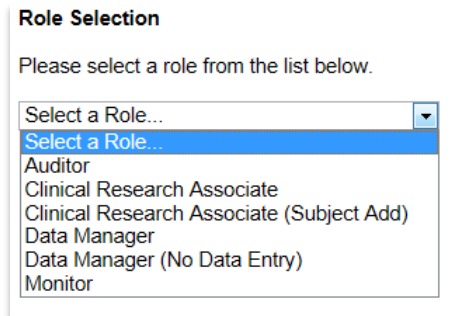 Role Selection
Please select a role from the list below.
Select a Role...
Select a Role...
Auditor
Clinical Research Associate
Clinical Research Associate (Subject Add)
Data Manager
Data Manager (No Data Entry)
Monitor